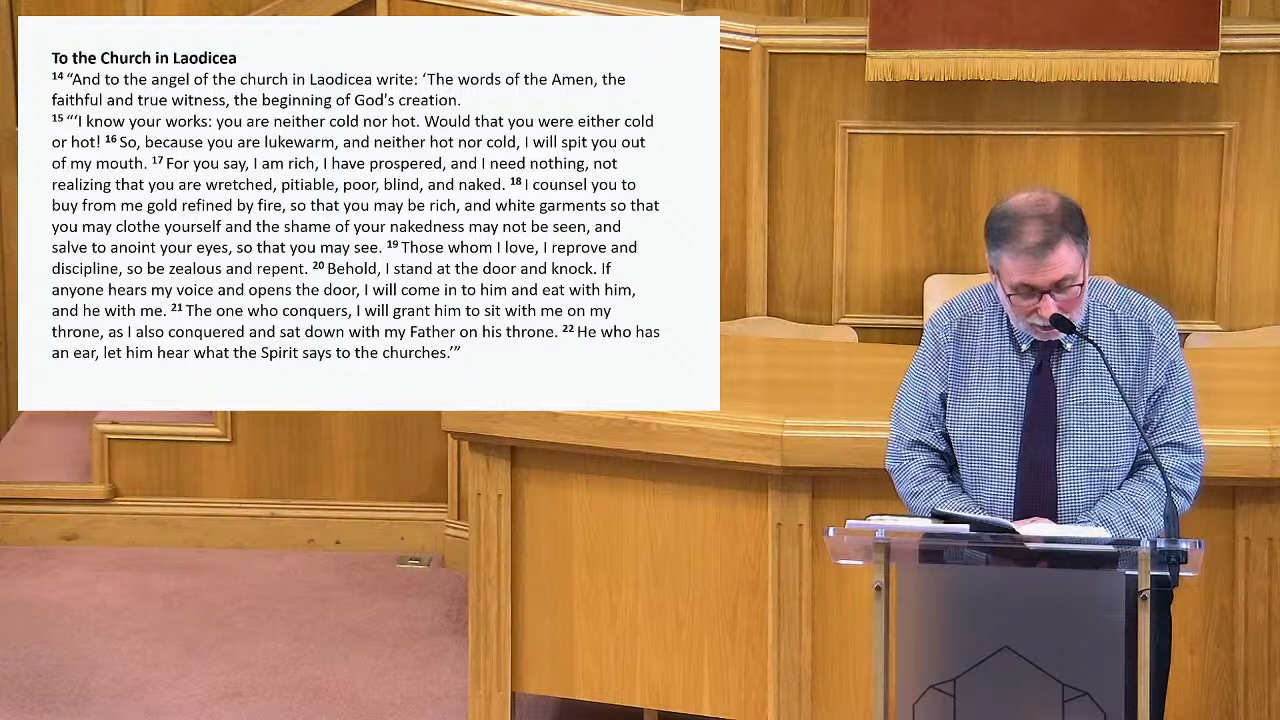 To the Church in Laodicea
14 “And to the angel of the church in Laodicea write: ‘The words of the Amen, the
faithful and true witness, the beginning of God's creation.
15 “‘I know your works: you are neither cold nor hot. Would that you were either cold
or hot! 16 So, because you are lukewarm, and neither hot nor cold, I will spit you out
of my mouth. 17 For you say, I am rich, I have prospered, and I need nothing, not
realizing that you are wretched, pitiable, poor, blind, and naked. 18 I counsel you to
buy from me gold refined by fire, so that you may be rich, and white garments so that
you may clothe yourself and the shame of your nakedness may not be seen, and
salve to anoint your eyes, so that you may see. 19 Those whom I love, I reprove and
discipline, so be zealous and repent. 20 Behold, I stand at the door and knock. If
anyone hears my voice and opens the door, I will come in to him and eat with him,
and he with me. 21 The one who conquers, I will grant him to sit with me on my
throne, as I also conquered and sat down with my Father on his throne. 22 He who has
an ear, let him hear what the Spirit says to the churches.’”